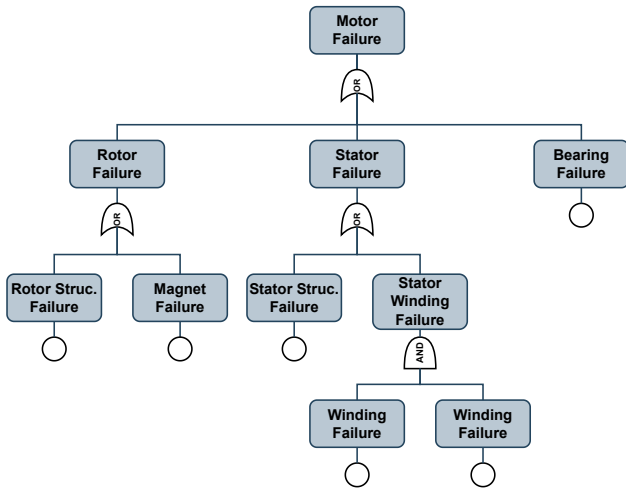 Motor
Failure
OR
Rotor
Failure
Stator
Failure
Bearing
Failure
OR
OR
Rotor Struc.
Failure
Magnet
Failure
Stator Struc.
Failure
Stator
Winding
Failure
AND
Winding
Failure
Winding
Failure